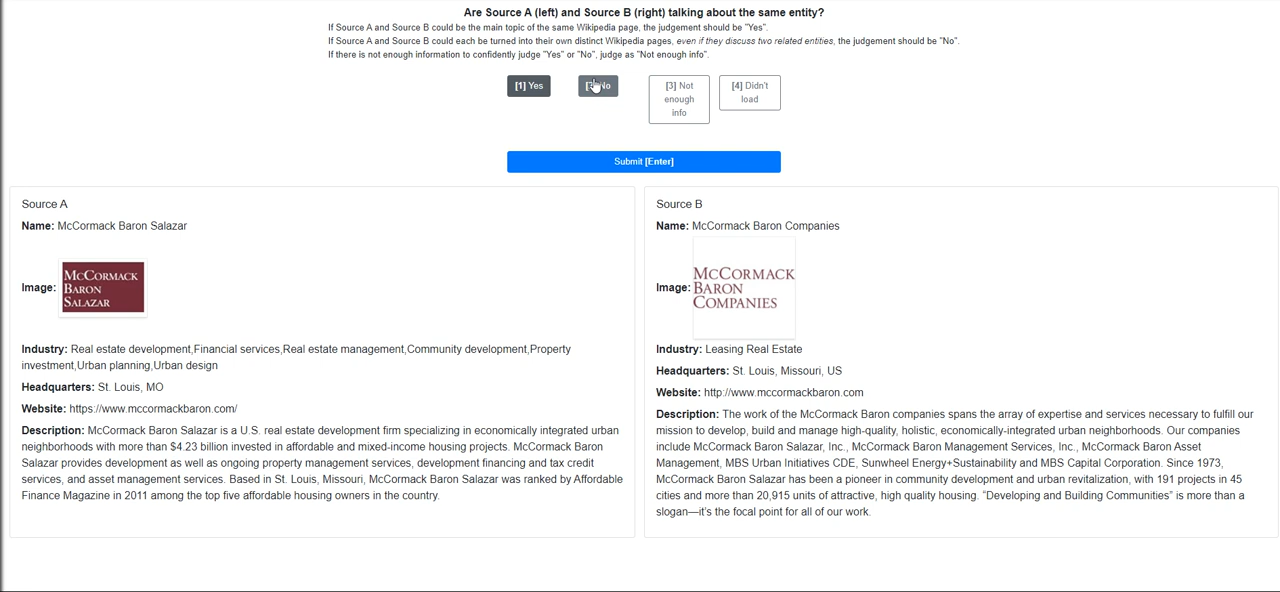 Are Source A (left) and Source B (right) talking about the same entity?
If Source A and Source B could be the main topic of the same Wikipedia page, the judgement should be "Yes".
If Source A and Source B could each be turned into their own distinct Wikipedia pages, even if they discuss two related entities, the judgement should be "No".
If there is not enough information to confidently judge "Yes" or "No", judge as "Not enough info".
[1] Yes
No
[3] Not
enough
info
[4] Didn't
load
Submit [Enter]
Source A
Name: McCormack Baron Salazar
Image:
MCCORMACK
BARON
SALAZAR
Industry: Real estate development,Financial services,Real estate management,Community development,Property
investment,Urban planning,Urban design
Headquarters: St. Louis, MO
Website: https://www.mccormackbaron.com/
Description: McCormack Baron Salazar is a U.S. real estate development firm specializing in economically integrated urban
neighborhoods with more than $4.23 billion invested in affordable and mixed-income housing projects. McCormack Baron
Salazar provides development as well as ongoing property management services, development financing and tax credit
services, and asset management services. Based in St. Louis, Missouri, McCormack Baron Salazar was ranked by Affordable
Finance Magazine in 2011 among the top five affordable housing owners in the country.
Source B
Name: McCormack Baron Companies
Image:
MCCORMACK
BARON
COMPANIES
Industry: Leasing Real Estate
Headquarters: St. Louis, Missouri, US
Website: http://www.mccormackbaron.com
Description: The work of the McCormack Baron companies spans the array of expertise and services necessary to fulfill our
mission to develop, build and manage high-quality, holistic, economically-integrated urban neighborhoods. Our companies
include McCormack Baron Salazar, Inc., McCormack Baron Management Services, Inc., McCormack Baron Asset
Management, MBS Urban Initiatives CDE, Sunwheel Energy+Sustainability and MBS Capital Corporation. Since 1973,
McCormack Baron Salazar has been a pioneer in community development and urban revitalization, with 191 projects in 45
cities and more than 20,915 units of attractive, high quality housing. "Developing and Building Communities" is more than a
slogan—it's the focal point for all of our work.